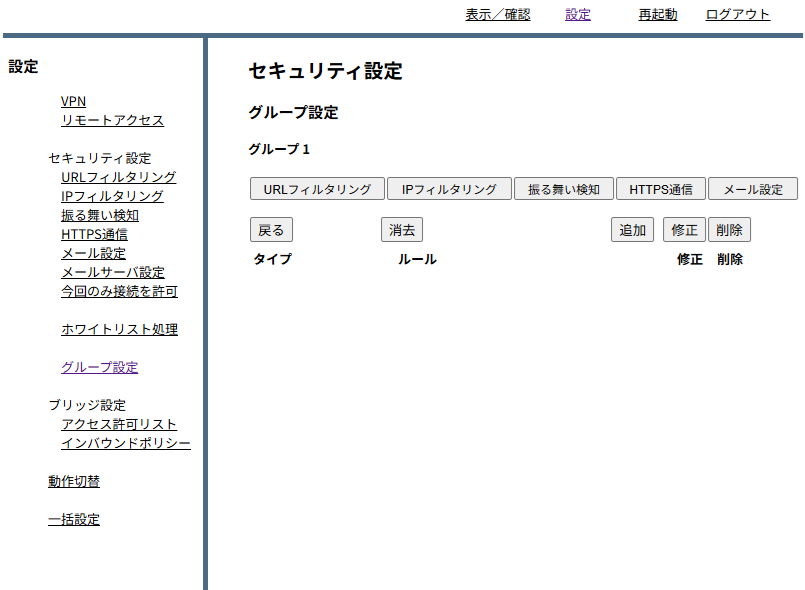 表示／確認 設定 再起動 ログアウト
設定
VPN
リモートアクセス
セキュリティ設定
URLフィルタリング
IPフィルタリング
振る舞い検知
HTTPS通信
メール設定
メールサーバ設定
今回のみ接続を許可
ホワイトリスト処理
グループ設定
ブリッジ設定
アクセス許可リスト
インバウンドポリシー
動作切替
一括設定
セキュリティ設定
グループ設定
グループ 1
URLフィルタリング IPフィルタリング 振る舞い検知 HTTPS通信 メール設定
戻る 消去 追加 修正 削除
タイプ ルール 修正 削除